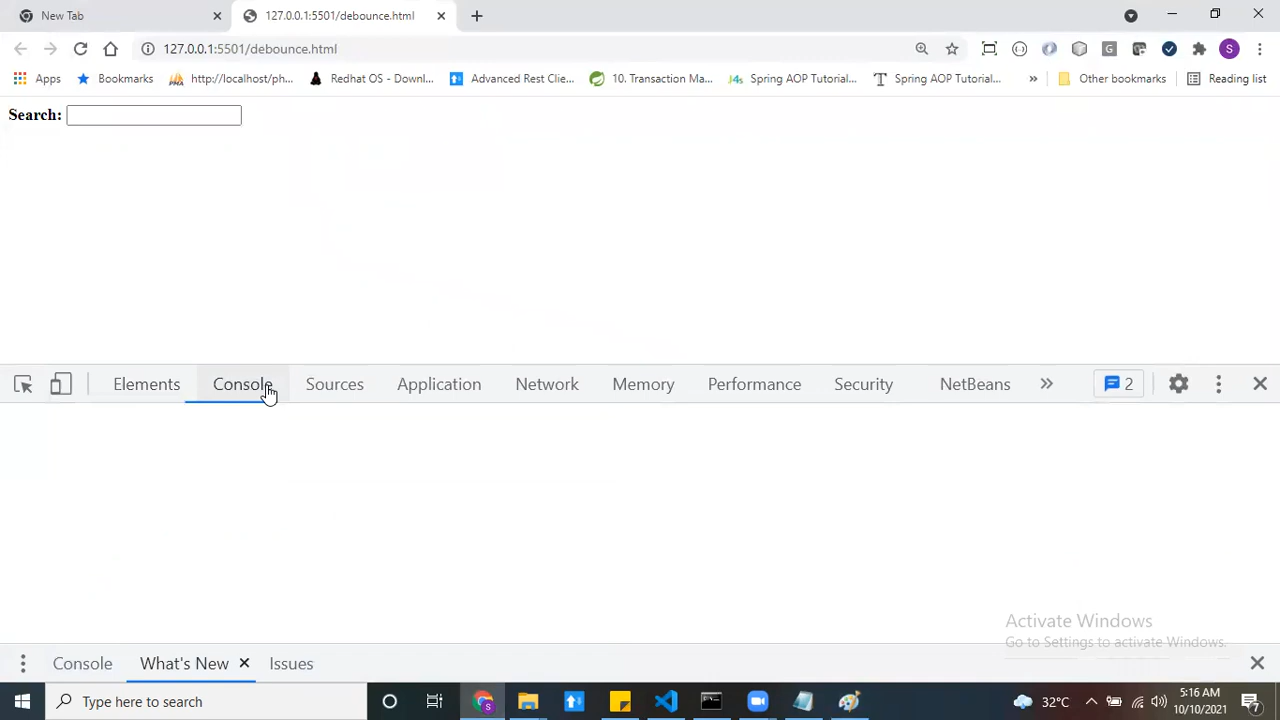 New Tab
127.0.0.1:5501/debounce.html
127.0.0.1:5501/debounce.html
S
Apps
Bookmarks
http://localhost/ph...
Redhat OS - Downl...
Advanced Rest Clie...
10. Transaction Ma...
Spring AOP Tutorial...
Spring AOP Tutorial...
»
Other bookmarks
Reading list
Search:
Elements
Console
Sources
Application
Network
Memory
Performance
Security
NetBeans
»
2
Activate Windows
Go to Settings to activate Windows.
Console
What's New
Issues
Type here to search
32°C
5:16 AM
10/10/2021
7